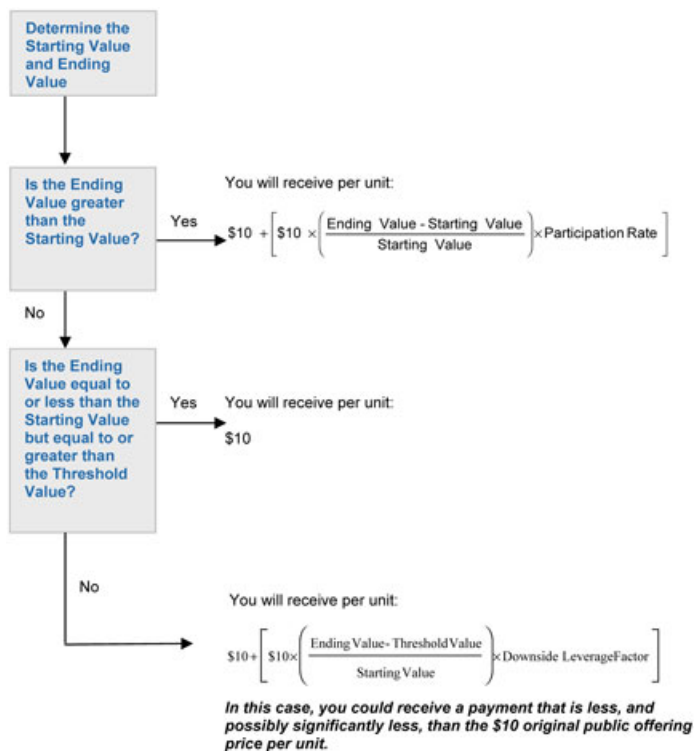 Determine the
Starting Value
and Ending
Value
Is the Ending
Value greater
than the
Starting Value?
Yes
You will receive per unit:
$10 + [ $10 × ( Ending Value - Starting Value / Starting Value ) × Participation Rate ]
No
Is the Ending
Value equal to
or less than the
Starting Value
but equal to or
greater than
the Threshold
Value?
Yes
You will receive per unit:
$10
No
You will receive per unit:
$10+ [ $10× ( Ending Value- Threshold Value / Starting Value ) × Downside LeverageFactor ]
In this case, you could receive a payment that is less, and
possibly significantly less, than the $10 original public offering
price per unit.